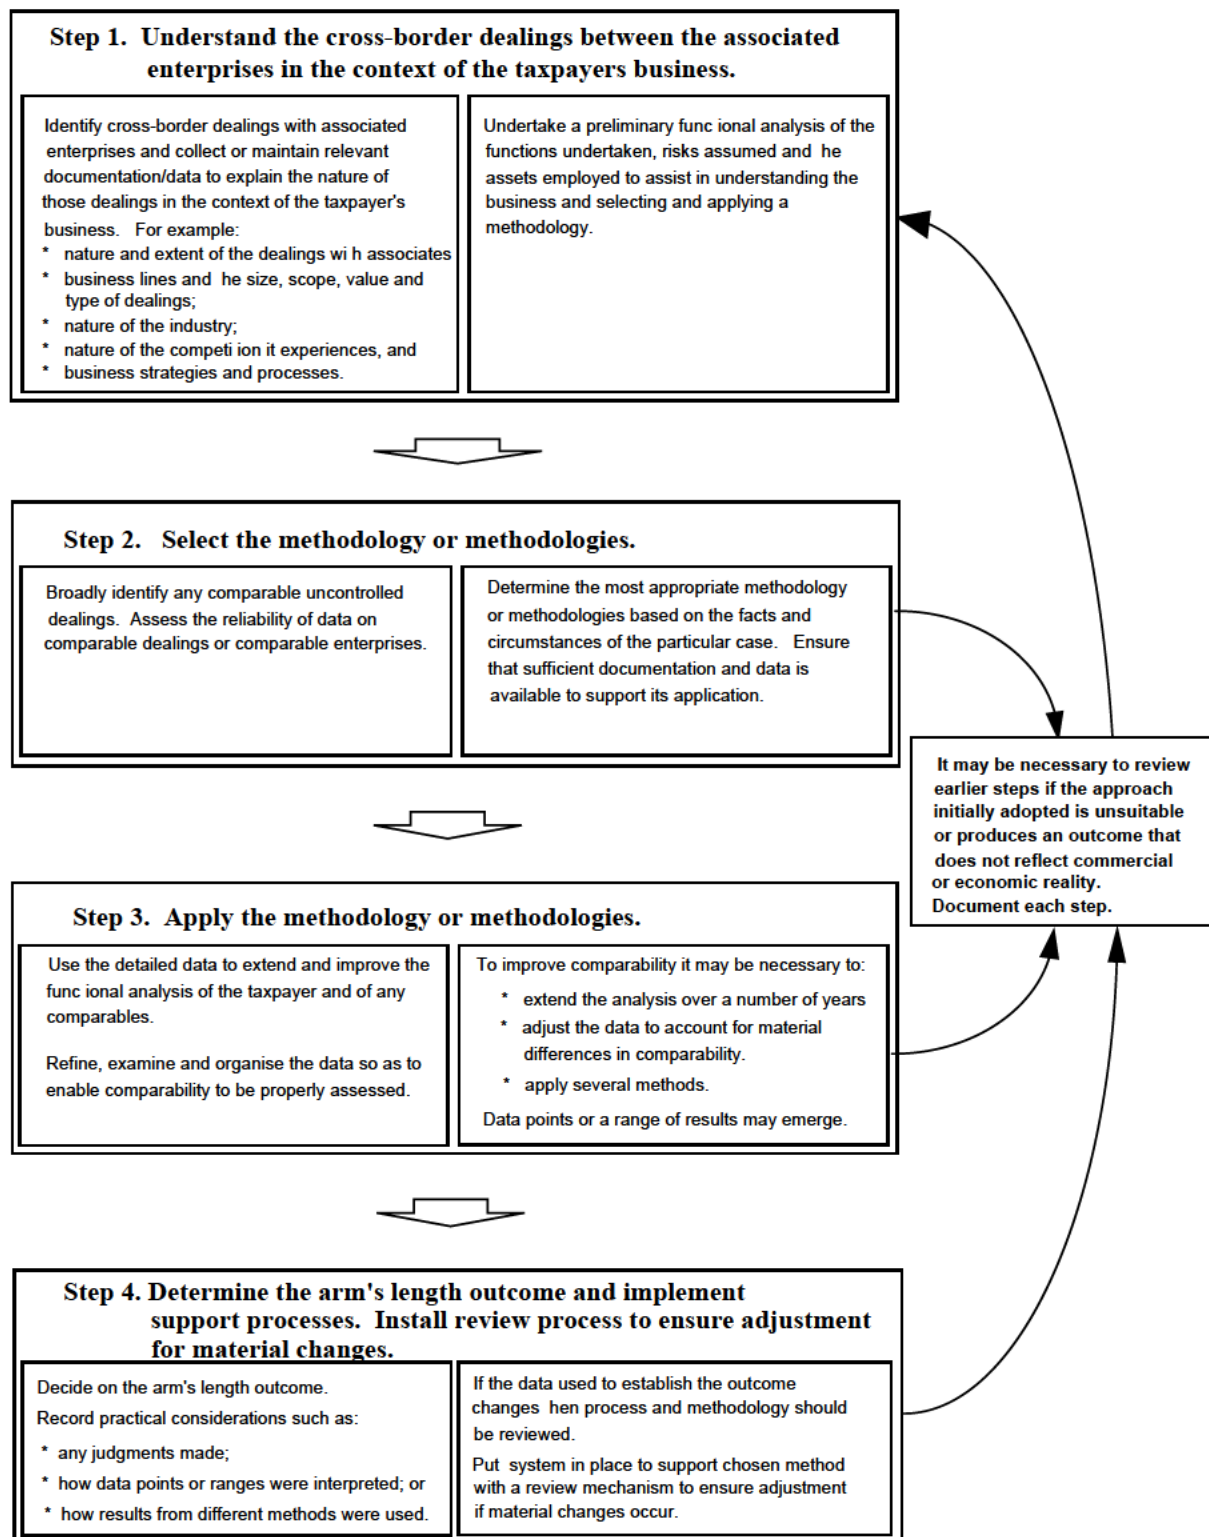 Step 1. Understand the cross-border dealings between the associated
enterprises in the context of the taxpayers business.
Identify cross-border dealings with associated
enterprises and collect or maintain relevant
documentation/data to explain the nature of
those dealings in the context of the taxpayer's
business. For example:
* nature and extent of the dealings wi h associates
* business lines and he size, scope, value and
type of dealings;
* nature of the industry;
* nature of the competi ion it experiences, and
* business strategies and processes.
Undertake a preliminary func ional analysis of the
functions undertaken, risks assumed and he
assets employed to assist in understanding the
business and selecting and applying a
methodology.
Step 2. Select the methodology or methodologies.
Broadly identify any comparable uncontrolled
dealings. Assess the reliability of data on
comparable dealings or comparable enterprises.
Determine the most appropriate methodology
or methodologies based on the facts and
circumstances of the particular case. Ensure
that sufficient documentation and data is
available to support its application.
It may be necessary to review
earlier steps if the approach
initially adopted is unsuitable
or produces an outcome that
does not reflect commercial
or economic reality.
Document each step.
Step 3. Apply the methodology or methodologies.
Use the detailed data to extend and improve the
func ional analysis of the taxpayer and of any
comparables.
Refine, examine and organise the data so as to
enable comparability to be properly assessed.
To improve comparability it may be necessary to:
* extend the analysis over a number of years
* adjust the data to account for material
differences in comparability.
* apply several methods.
Data points or a range of results may emerge.
Step 4. Determine the arm's length outcome and implement
support processes. Install review process to ensure adjustment
for material changes.
Decide on the arm's length outcome.
Record practical considerations such as:
* any judgments made;
* how data points or ranges were interpreted; or
* how results from different methods were used.
If the data used to establish the outcome
changes hen process and methodology should
be reviewed.
Put system in place to support chosen method
with a review mechanism to ensure adjustment
if material changes occur.